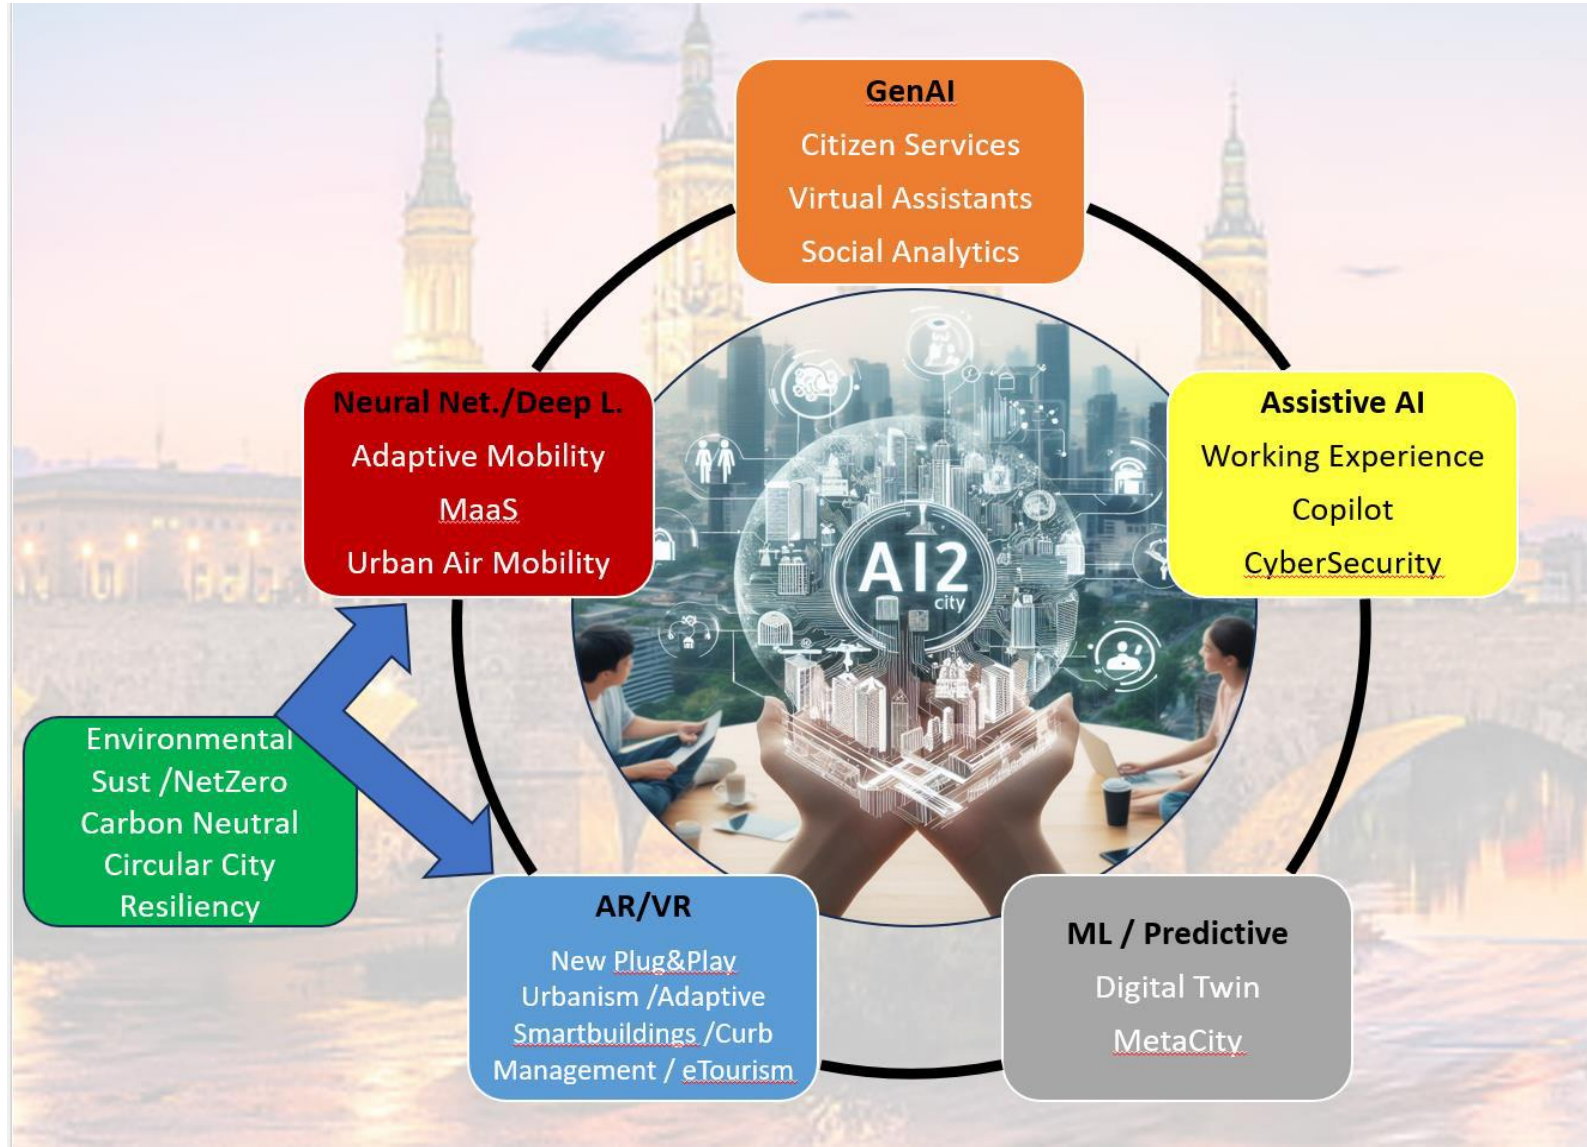 GenAI
Citizen Services
Virtual Assistants
Social Analytics
Neural Net./Deep L.
Adaptive Mobility
MaaS
Urban Air Mobility
Assistive AI
Working Experience
Copilot
CyberSecurity
AI2
city
Environmental
Sust /NetZero
Carbon Neutral
Circular City
Resiliency
AR/VR
New Plug&Play
Urbanism /Adaptive
Smartbuildings /Curb
Management / eTourism
ML / Predictive
Digital Twin
MetaCity